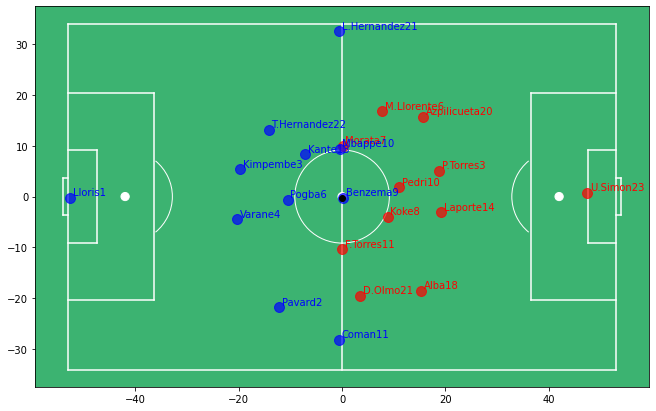 30
20
10
0
−10
−20
−30
L.Hernandez21
M.Llorente6
Azpilicueta20
T.Hernandez22
Morata7
Mbappe10
Kimpembe3
P.Torres3
Pedri10
Lloris1
Pogba6
Benzema9
U.Simon23
Varane4
Koke8
Laporte14
F.Torres11
D.Olmo21
Alba18
Pavard2
Coman11
−40
−20
0
20
40